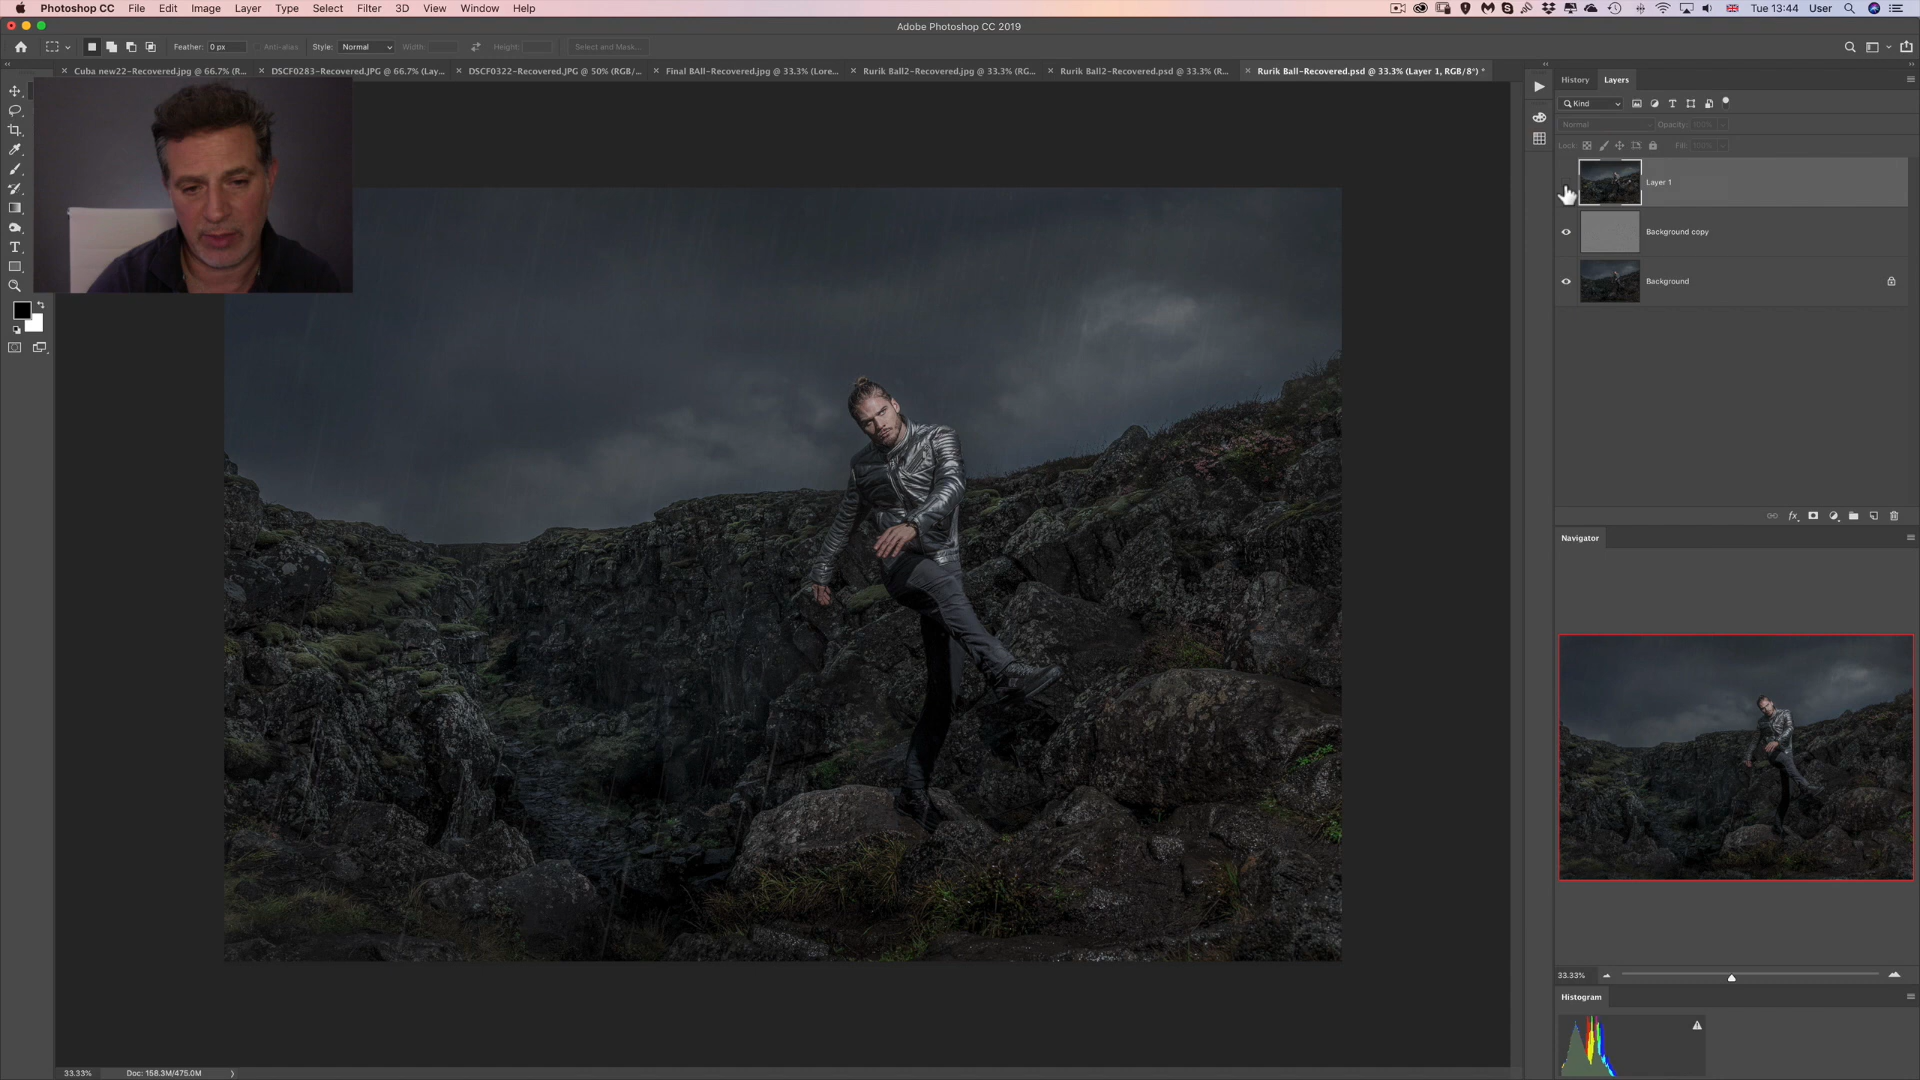 Photoshop CC File Edit Image Layer Type Select Filter 3D View Window Help
Tue 13:44 User
Adobe Photoshop CC 2019
Feather: 0 px Anti-alias Style: Normal Width: Height: Select and Mask...
Cuba new22-Recovered.jpg @ 66.7% (R... DSCF0283-Recovered.JPG @ 66.7% (Lay... DSCF0322-Recovered.JPG @ 50% (RGB/... Final BAll-Recovered.jpg @ 33.3% (Lore... Rurik Ball2-Recovered.jpg @ 33.3% (RG... Rurik Ball2-Recovered.psd @ 33.3% (R... Rurik Ball-Recovered.psd @ 33.3% (Layer 1, RGB/8*) *
History Layers
Kind
Normal Opacity: 100%
Lock: Fill: 100%
Layer 1
Background copy
Background
fx
Navigator
33.33%
Histogram
33.33% Doc: 158.3M/475.0M